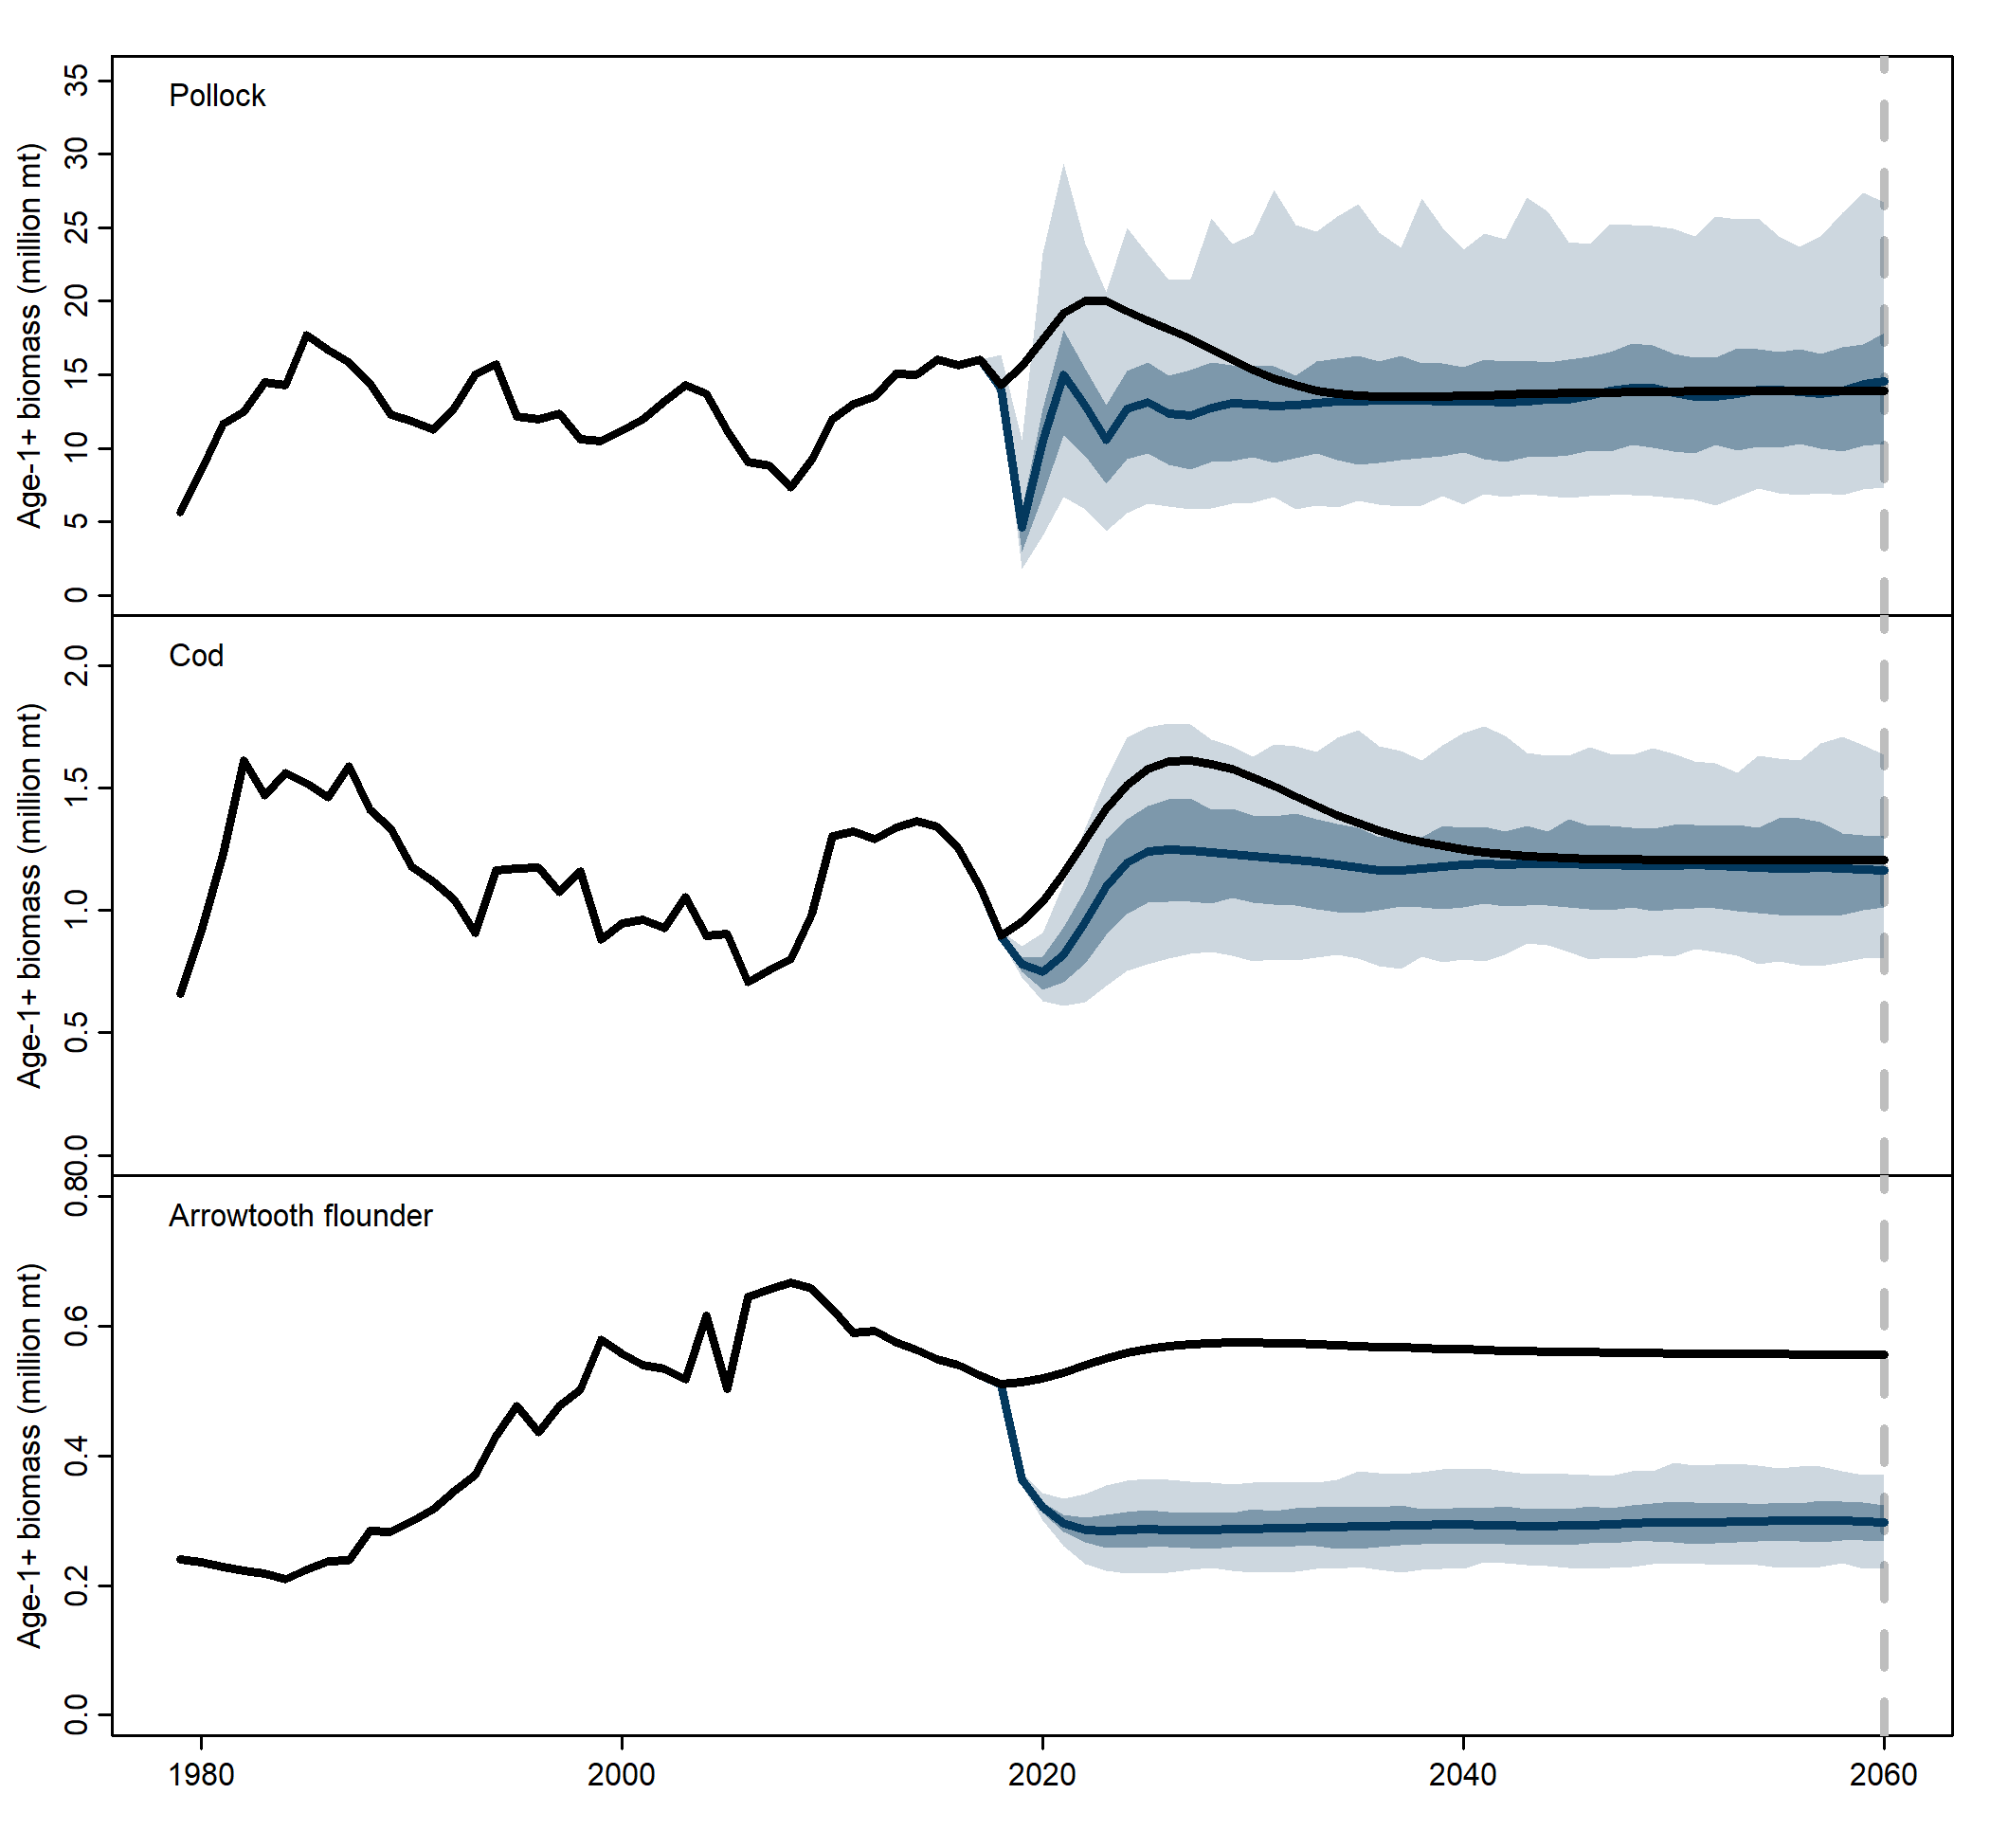 Pollock
Age-1+ biomass (million mt)
35
30
25
20
15
10
5
0
Cod
Age-1+ biomass (million mt)
2.0
1.5
1.0
0.5
0.0
Arrowtooth flounder
Age-1+ biomass (million mt)
0.8
0.6
0.4
0.2
0.0
1980 2000 2020 2040 2060